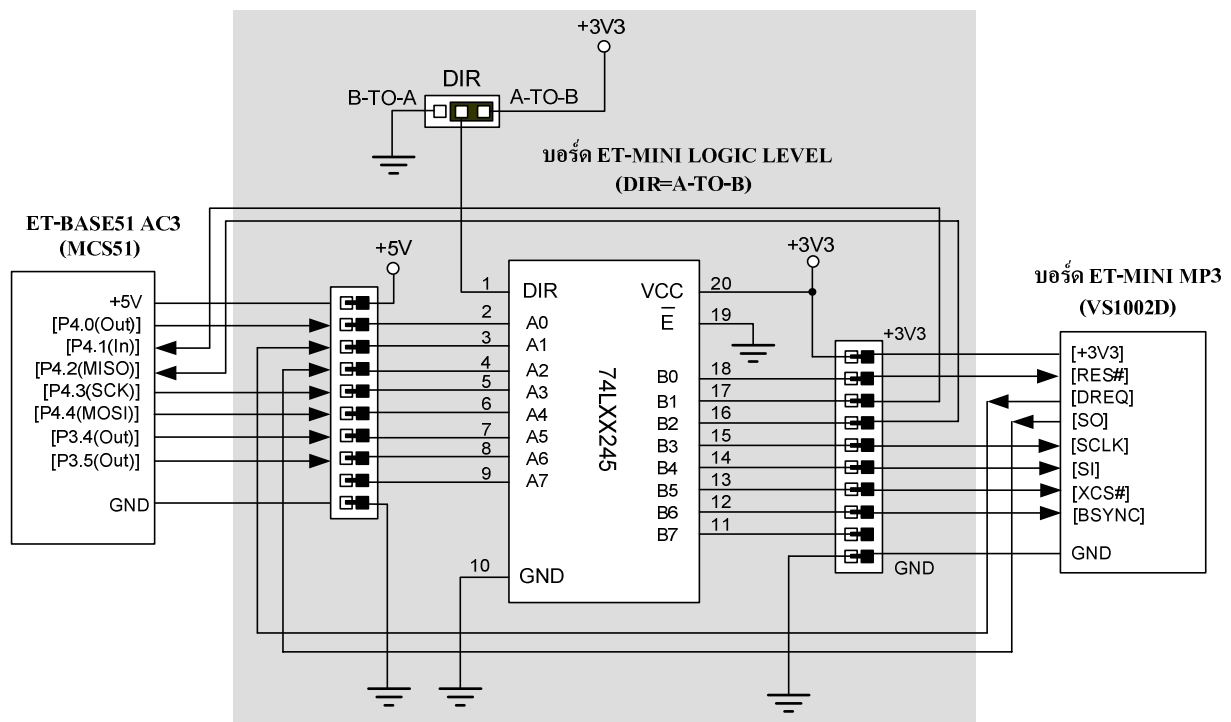 +3V3
DIR
B-TO-A
A-TO-B
บอร์ด ET-MINI LOGIC LEVEL
(DIR=A-TO-B)
ET-BASE51 AC3
(MCS51)
+5V
[P4.0(Out)]
[P4.1(In)]
[P4.2(MISO)]
[P4.3(SCK)]
[P4.4(MOSI)]
[P3.4(Out)]
[P3.5(Out)]
GND
+5V
1
2
3
4
5
6
7
8
9
10
DIR
A0
A1
A2
A3
A4
A5
A6
A7
GND
74LXX245
VCC
E
B0
B1
B2
B3
B4
B5
B6
B7
20
19
18
17
16
15
14
13
12
11
+3V3
+3V3
GND
บอร์ด ET-MINI MP3
(VS1002D)
[+3V3]
[RES#]
[DREQ]
[SO]
[SCLK]
[SI]
[XCS#]
[BSYNC]
GND